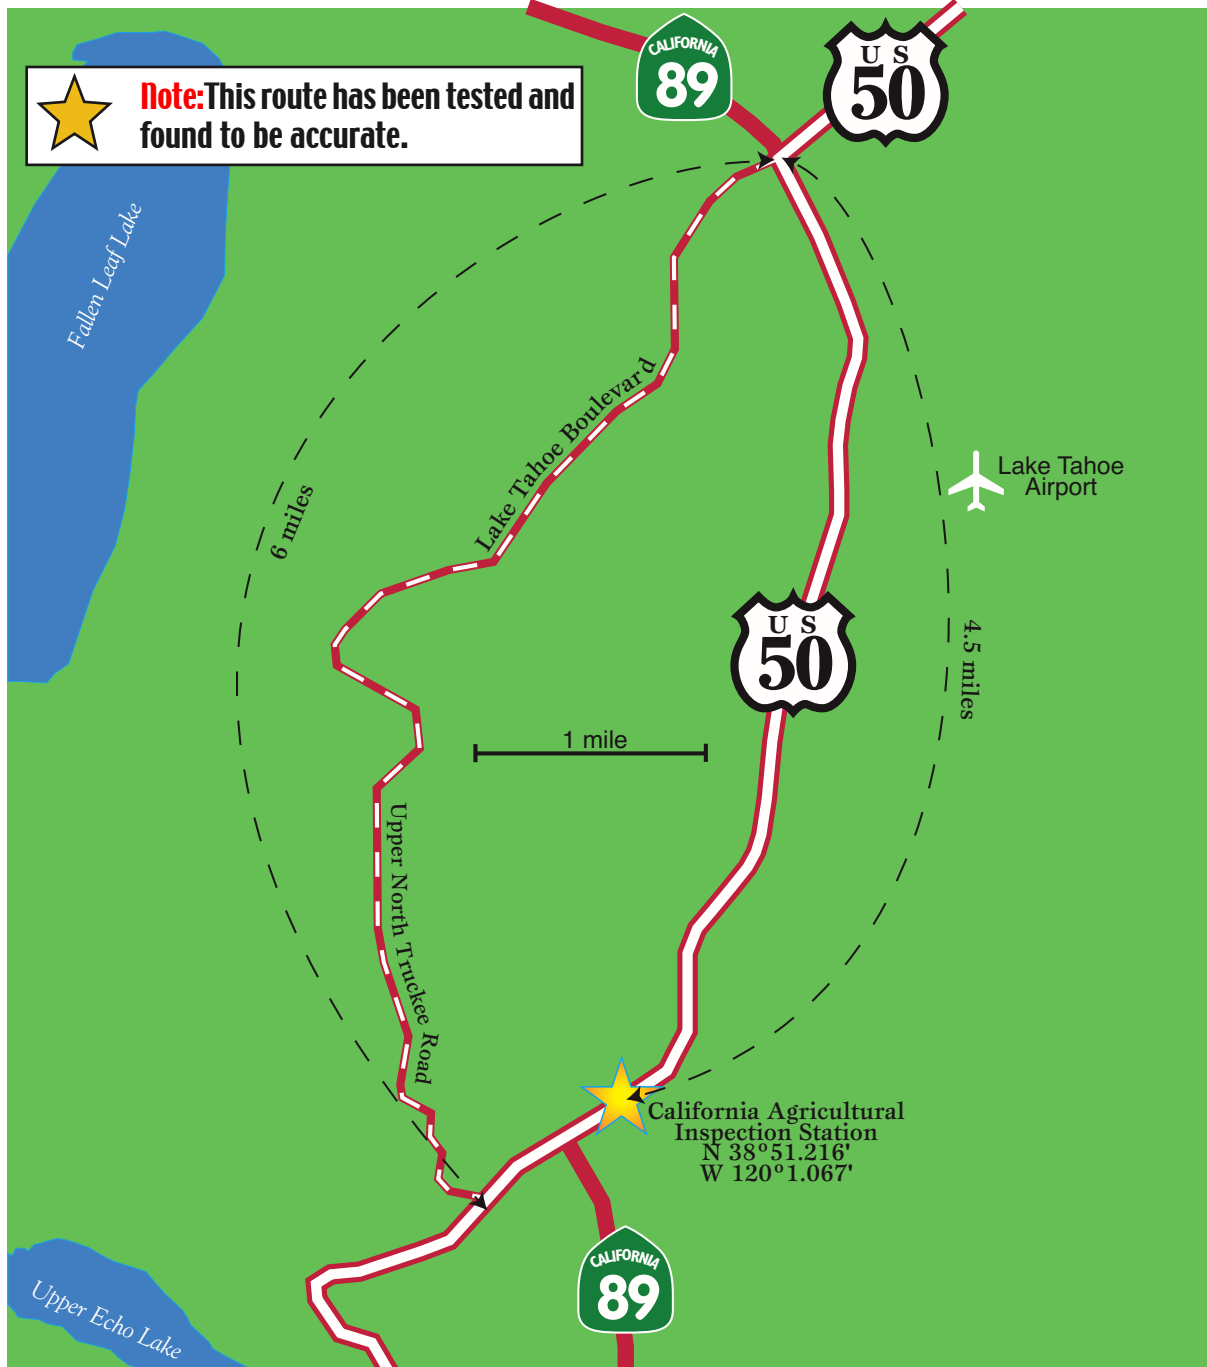 CALIFORNIA
89
U S
50
Note:This route has been tested and
found to be accurate.
Fallen Leaf Lake
Lake Tahoe Boulevard
Lake Tahoe
Airport
6 miles
U S
50
4.5 miles
1 mile
Upper North Truckee Road
California Agricultural
Inspection Station
N 38°51.216'
W 120°1.067'
CALIFORNIA
89
Upper Echo Lake